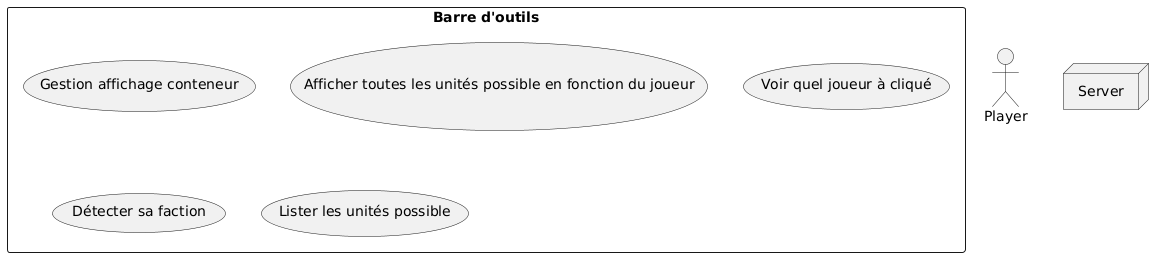 Barre d'outils
Gestion affichage conteneur
Afficher toutes les unités possible en fonction du joueur
Voir quel joueur à cliqué
Player
Server
Détecter sa faction
Lister les unités possible